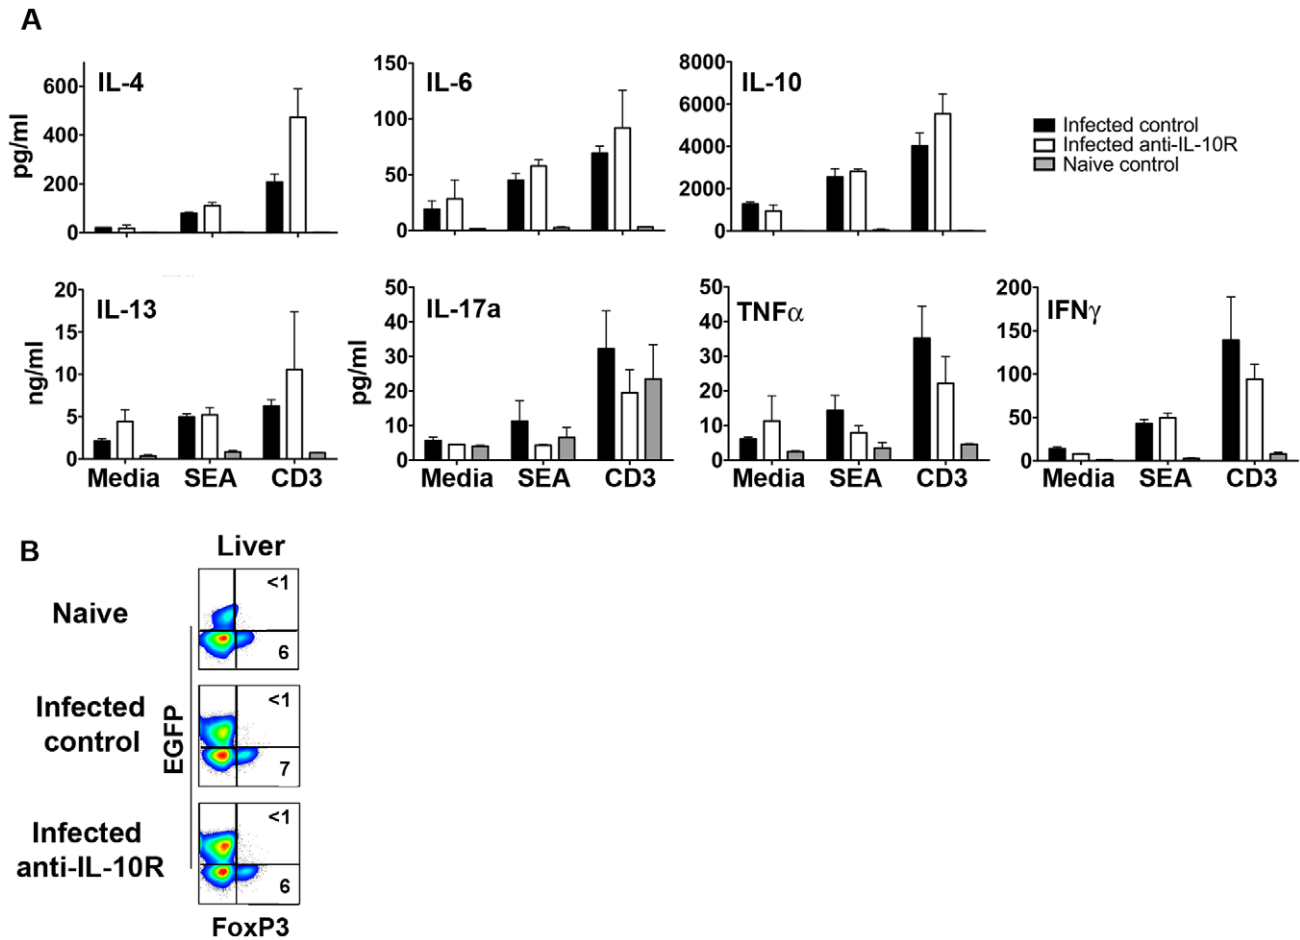 A
IL-4
600
400
200
0
pg/ml
IL-6
150
100
50
0
IL-10
8000
6000
4000
2000
0
Infected control
Infected anti-IL-10R
Naive control
IL-13
20
15
10
5
0
ng/ml
Media SEA CD3
IL-17a
50
40
30
20
10
0
pg/ml
Media SEA CD3
TNFα
50
40
30
20
10
0
Media SEA CD3
IFNγ
200
150
100
50
0
Media SEA CD3
B
Liver
Naive
<1
6
Infected
control
<1
7
EGFP
Infected
anti-IL-10R
<1
6
FoxP3